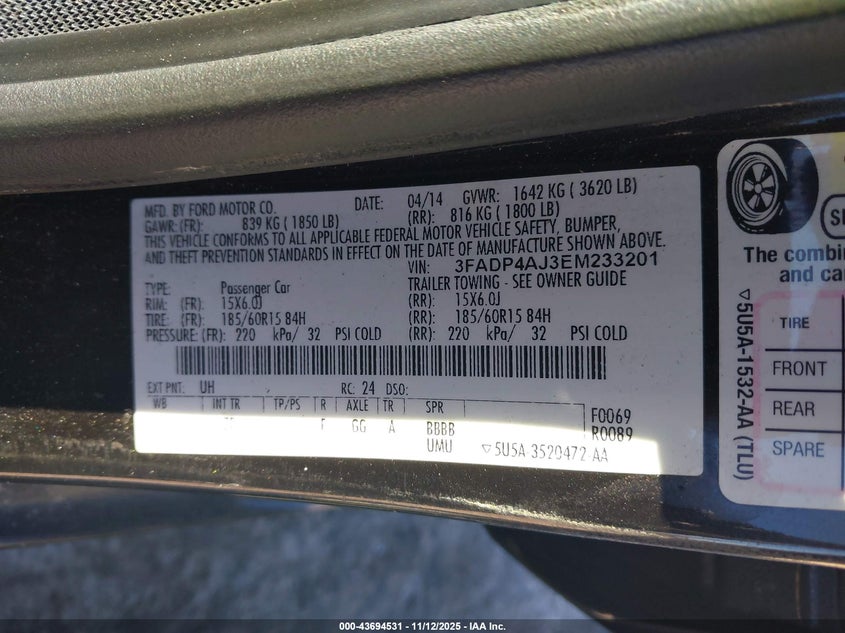 MFD. BY FORD MOTOR CO. DATE: 04/14 GVWR: 1642 KG ( 3620 LB)
GAWR: (FR): 839 KG ( 1850 LB) (RR): 816 KG ( 1800 LB)
THIS VEHICLE CONFORMS TO ALL APPLICABLE FEDERAL MOTOR VEHICLE SAFETY, BUMPER,
AND THEFT PREVENTION STANDARDS IN EFFECT ON THE DATE OF MANUFACTURE SHOWN ABOVE.
VIN: 3FADP4AJ3EM233201
TYPE: Passenger Car TRAILER TOWING - SEE OWNER GUIDE
RIM: (FR): 15X6.0J (RR): 15X6.0J
TIRE: (FR): 185/60R15 84H (RR): 185/60R15 84H
PRESSURE: (FR): 220 kPa/ 32 PSI COLD (RR): 220 kPa/ 32 PSI COLD
EXT PNT: UH RC: 24 DSO:
WB INT TR TP/PS R AXLE TR SPR
F GG A BBBB
UMU
F0069
R0089
▽5U5A-3520472-AA
The combin
and ca
TIRE
FRONT
REAR
SPARE
▽5U5A-1532-AA (TLU)
000-43694531 - 11/12/2025 - IAA Inc.